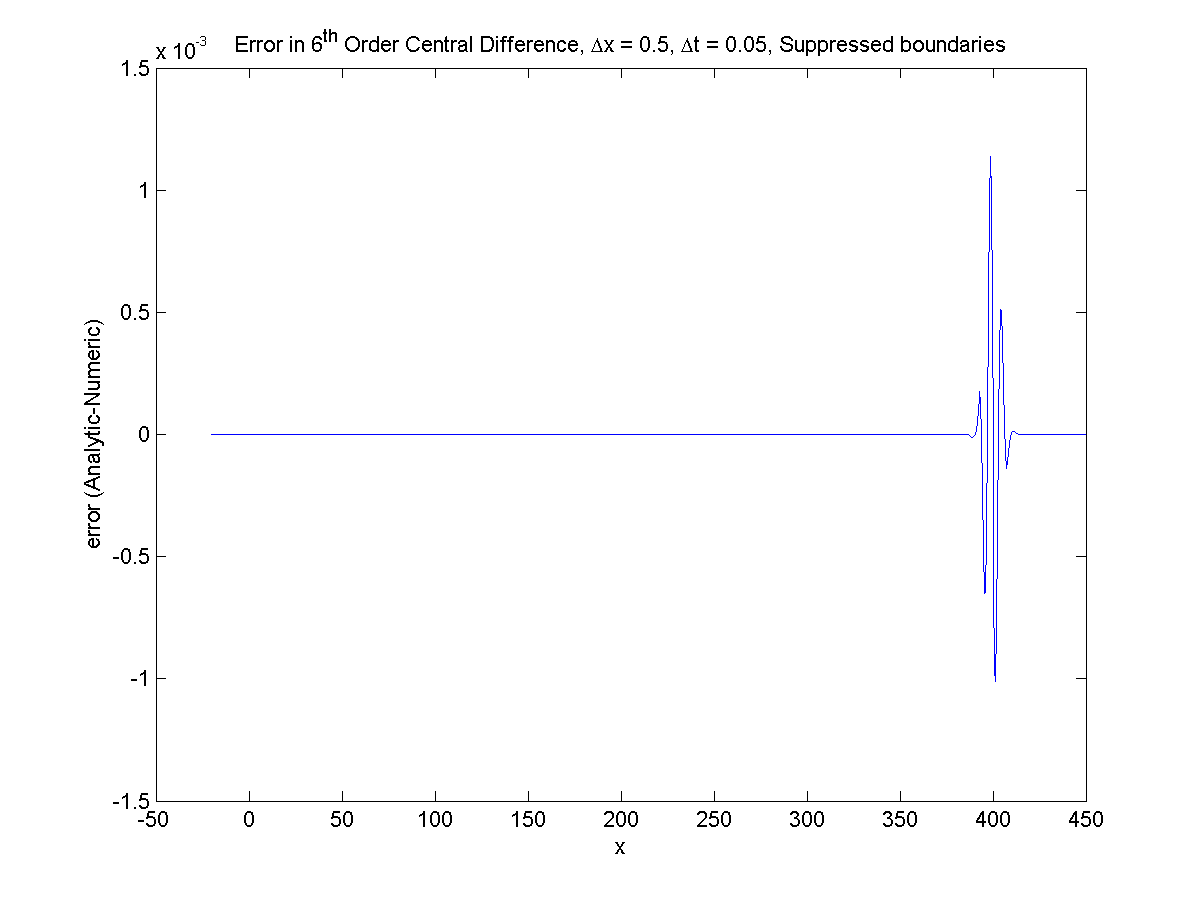 x 10-3
Error in 6th Order Central Difference, Δx = 0.5, Δt = 0.05, Suppressed boundaries
1.5
1
0.5
0
-0.5
-1
-1.5
error (Analytic-Numeric)
-50 0 50 100 150 200 250 300 350 400 450
x